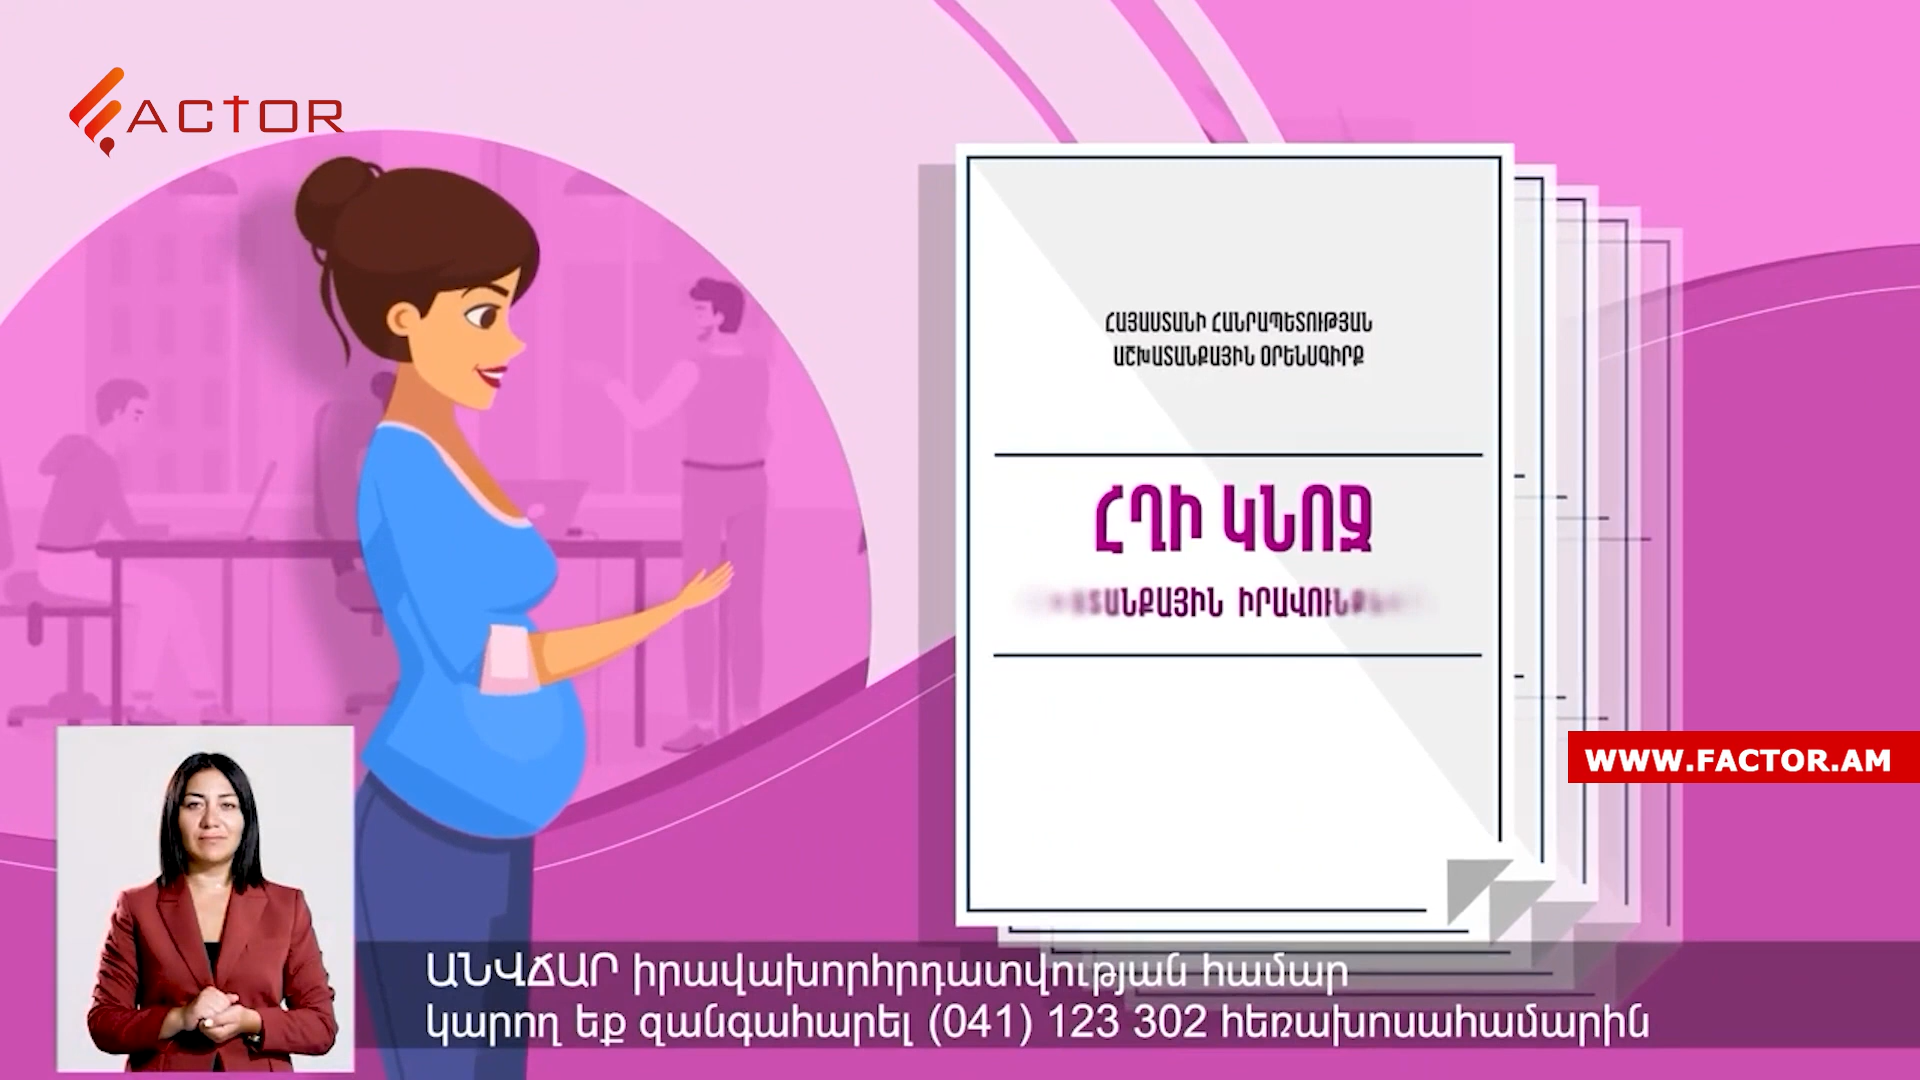 FACTOR
ՀԱՅԱՍՏԱՆԻ ՀԱՆՐԱՊԵՏՈՒԹՅԱՆ
ԱՇԽԱՏԱՆՔԱՅԻՆ ՕՐԵՆՍԳԻՐՔ
ՀՂԻ ԿՆՈՋ
ԻՐԱՎՈՒՆՔ
WWW.FACTOR.AM
ԱՆՎՃԱՐ իրավախորհրդատվության համար
կարող եք զանգահարել (041) 123 302 հեռախոսահամարին